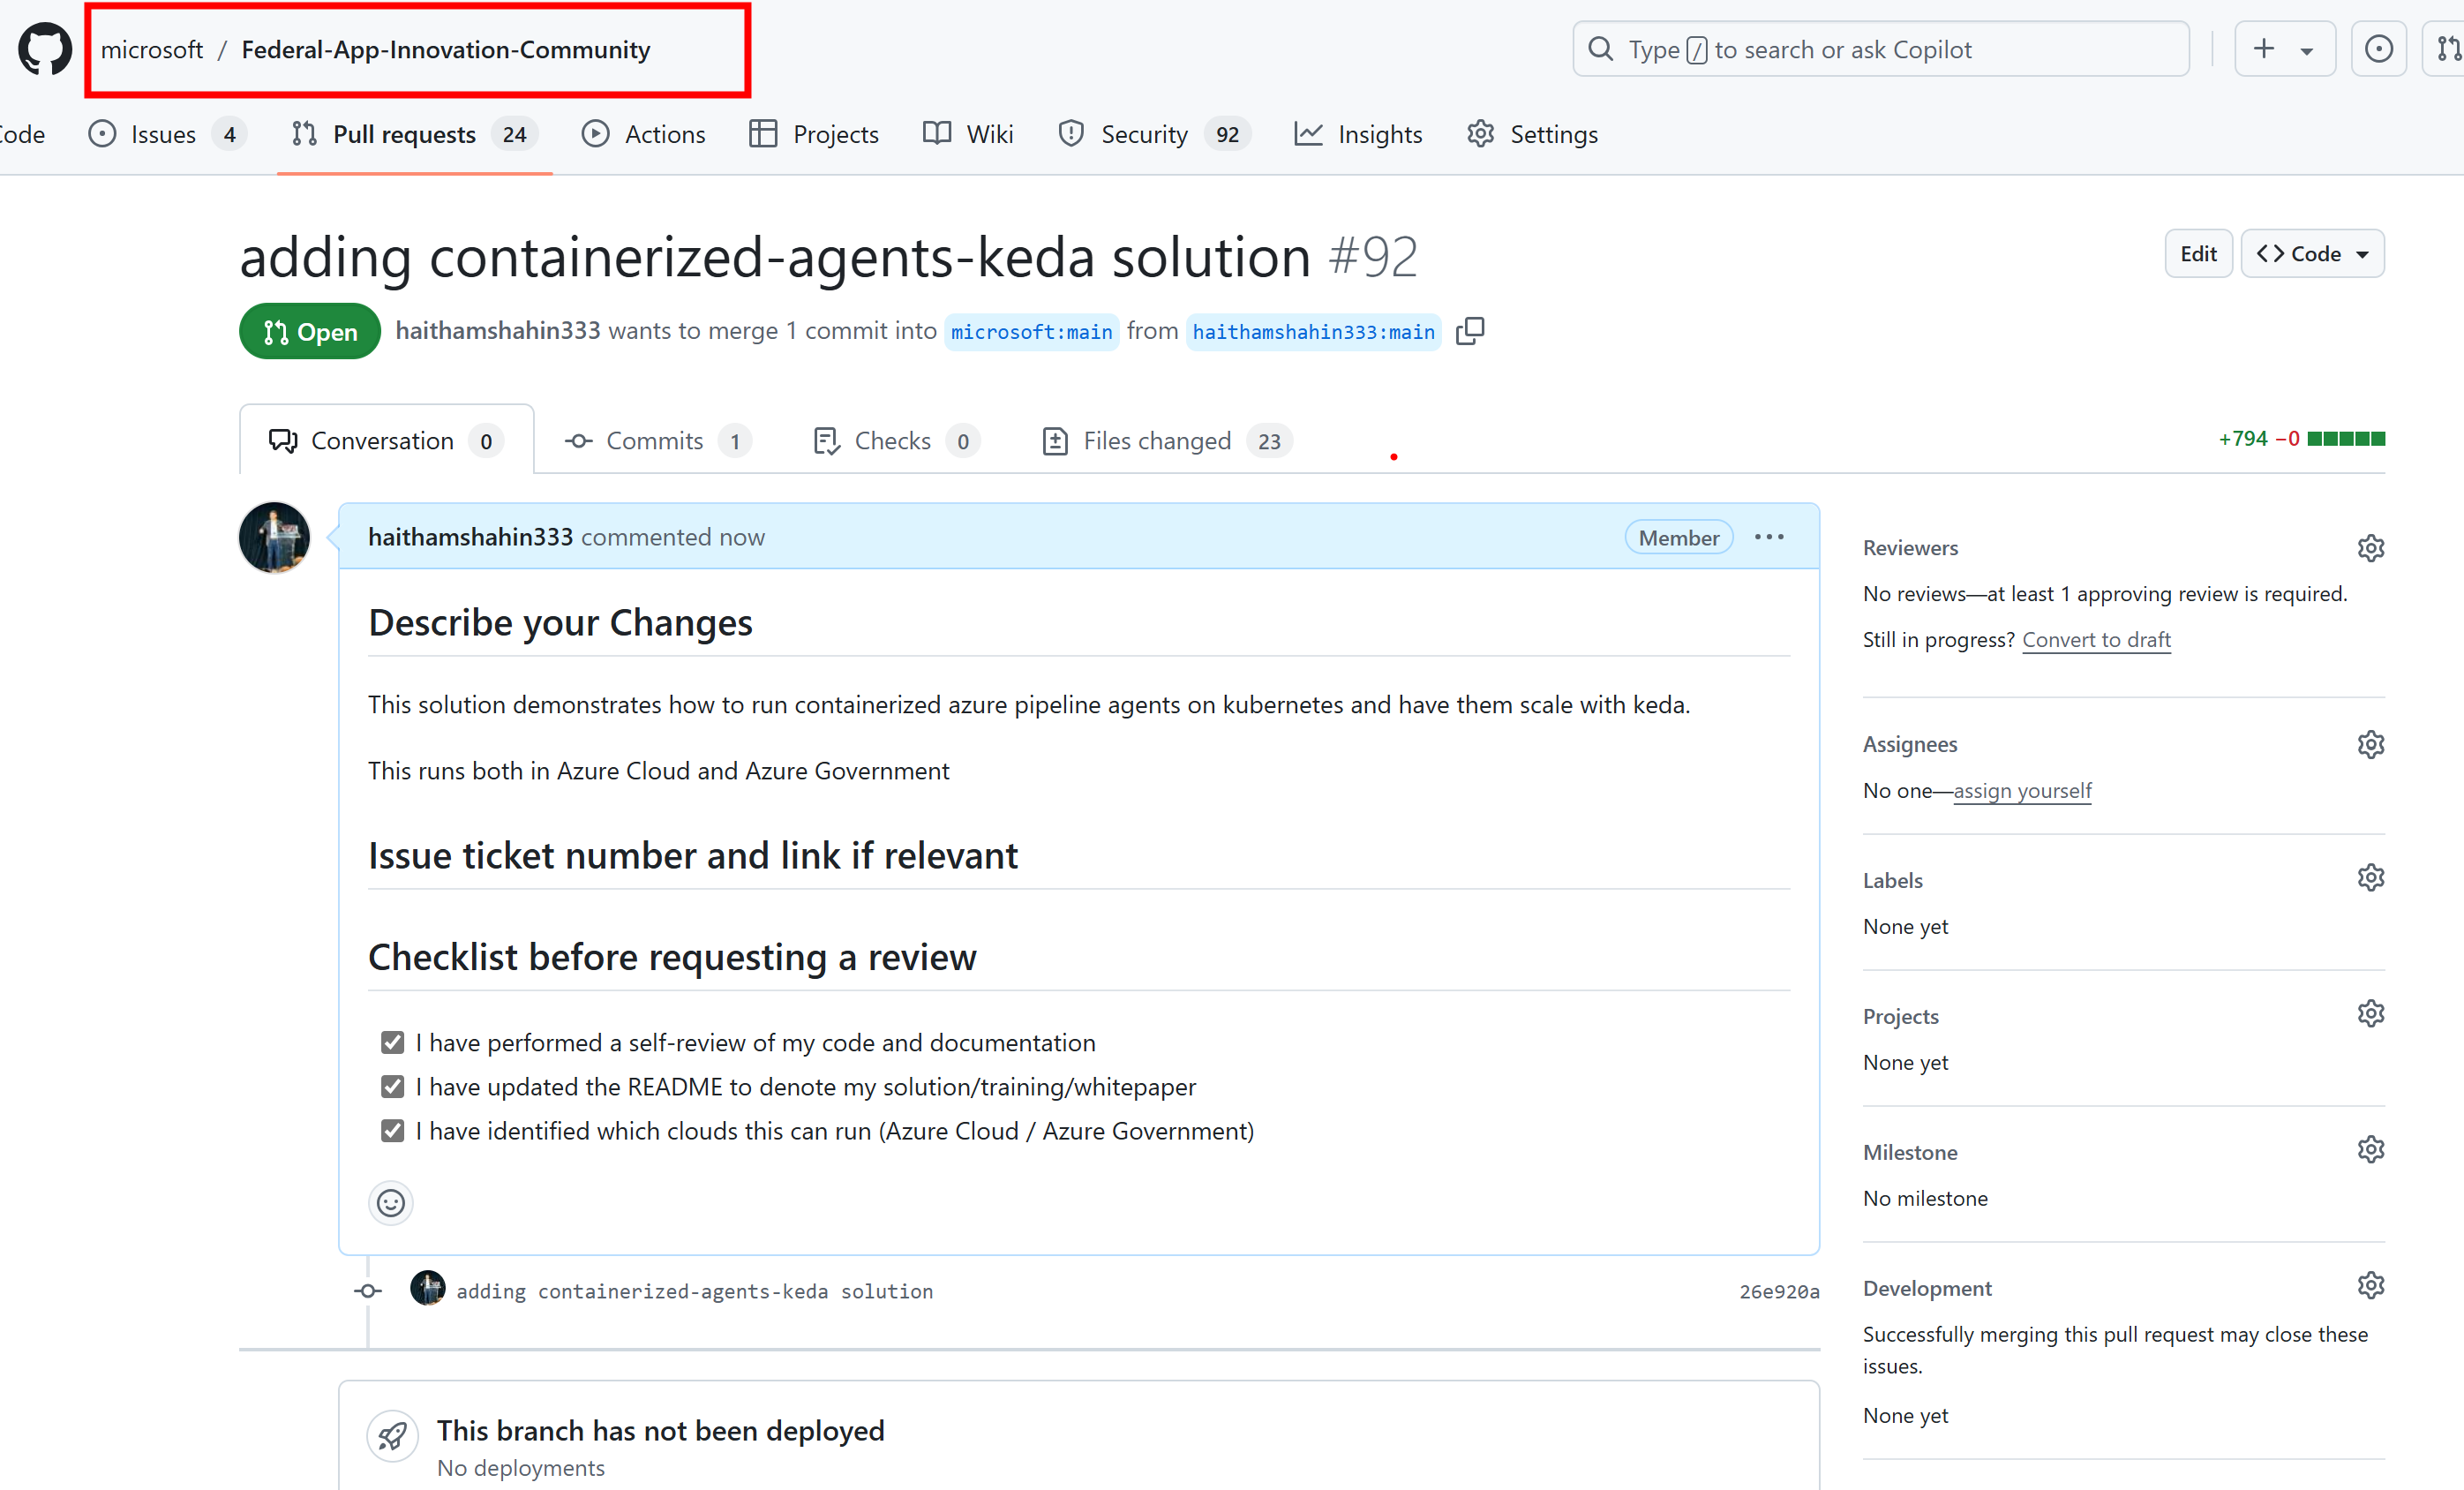 microsoft / Federal-App-Innovation-Community
Type / to search or ask Copilot
Code
Issues 4
Pull requests 24
Actions
Projects
Wiki
Security 92
Insights
Settings
adding containerized-agents-keda solution #92
Edit
Code
Open
haithamshahin333 wants to merge 1 commit into microsoft:main from haithamshahin333:main
Conversation 0
Commits 1
Checks 0
Files changed 23
+794 −0
haithamshahin333 commented now
Member
Describe your Changes
This solution demonstrates how to run containerized azure pipeline agents on kubernetes and have them scale with keda.
This runs both in Azure Cloud and Azure Government
Issue ticket number and link if relevant
Checklist before requesting a review
I have performed a self-review of my code and documentation
I have updated the README to denote my solution/training/whitepaper
I have identified which clouds this can run (Azure Cloud / Azure Government)
adding containerized-agents-keda solution
26e920a
This branch has not been deployed
No deployments
Reviewers
No reviews—at least 1 approving review is required.
Still in progress? Convert to draft
Assignees
No one—assign yourself
Labels
None yet
Projects
None yet
Milestone
No milestone
Development
Successfully merging this pull request may close these
issues.
None yet